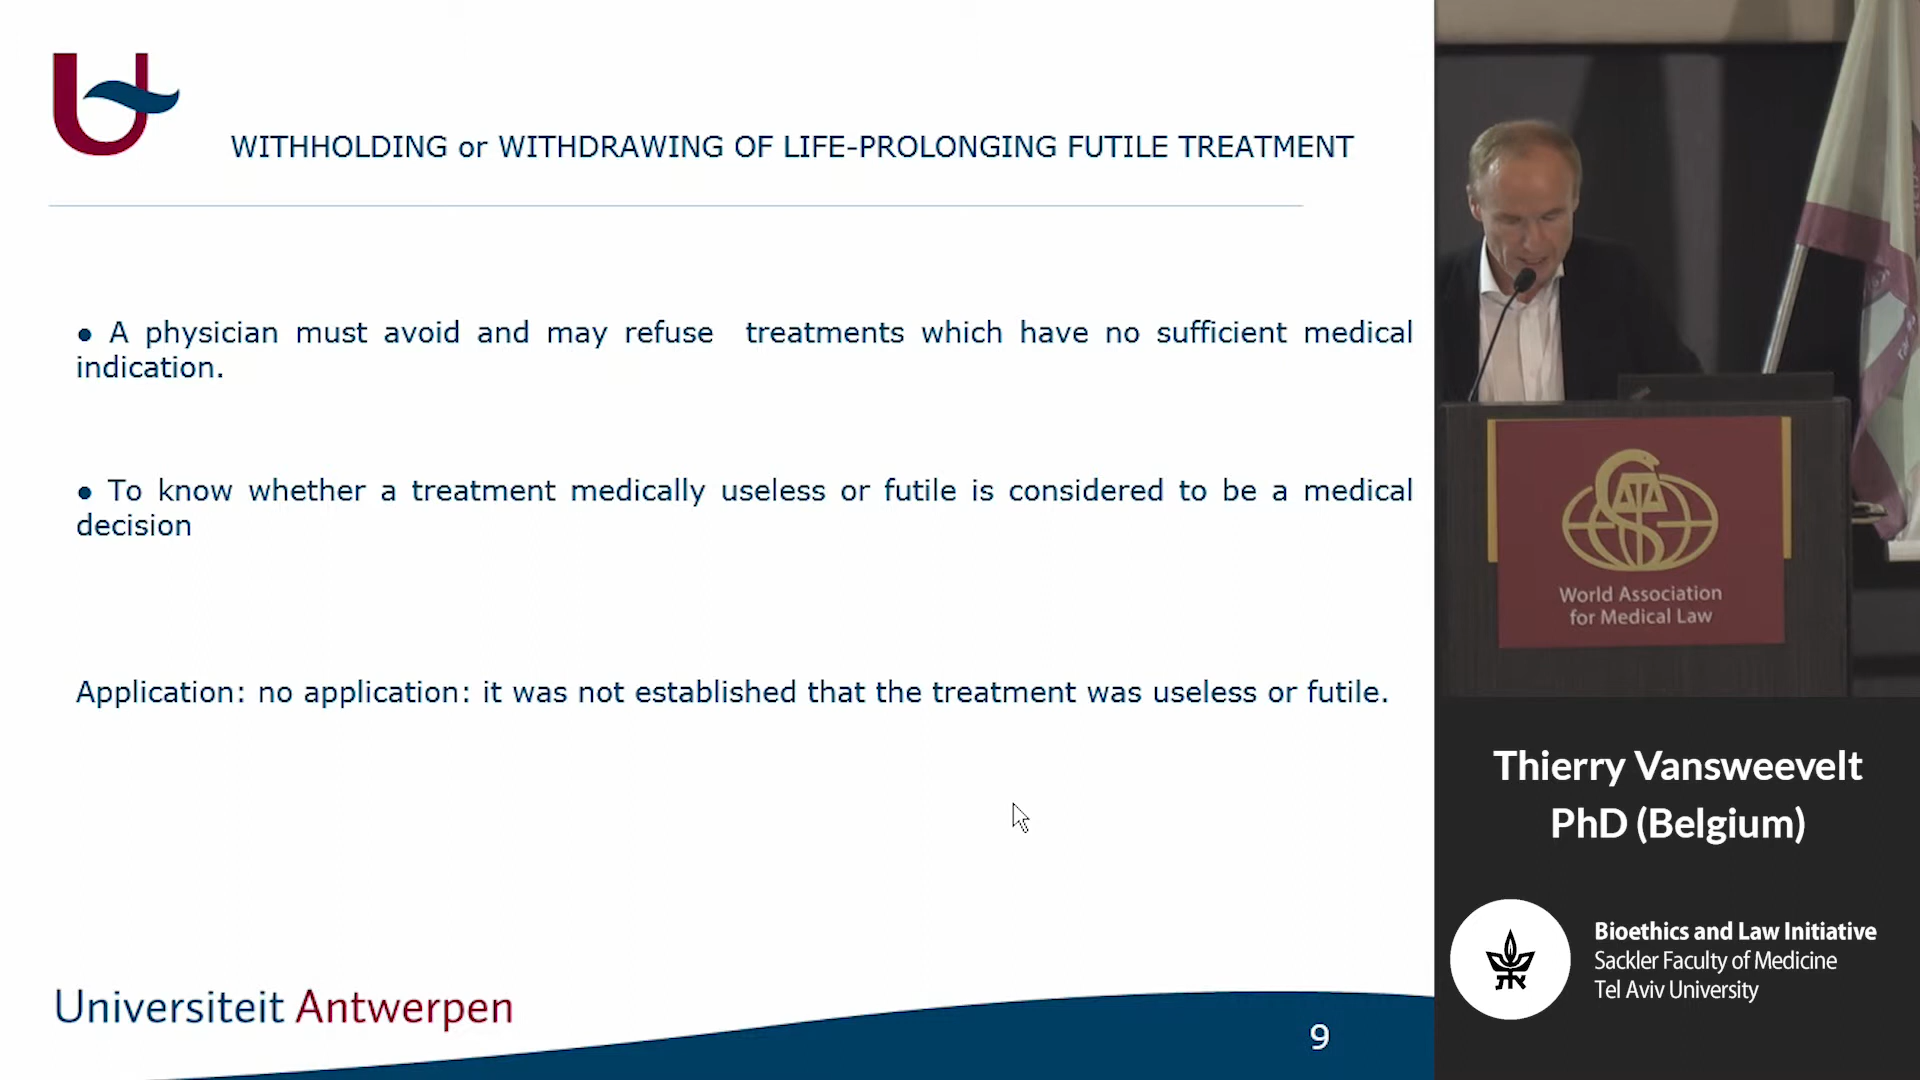 WITHHOLDING or WITHDRAWING OF LIFE-PROLONGING FUTILE TREATMENT
● A physician must avoid and may refuse treatments which have no sufficient medical
indication.
● To know whether a treatment medically useless or futile is considered to be a medical
decision
Application: no application: it was not established that the treatment was useless or futile.
Universiteit Antwerpen
9
World Association
for Medical Law
Thierry Vansweevelt
PhD (Belgium)
Bioethics and Law Initiative
Sackler Faculty of Medicine
Tel Aviv University